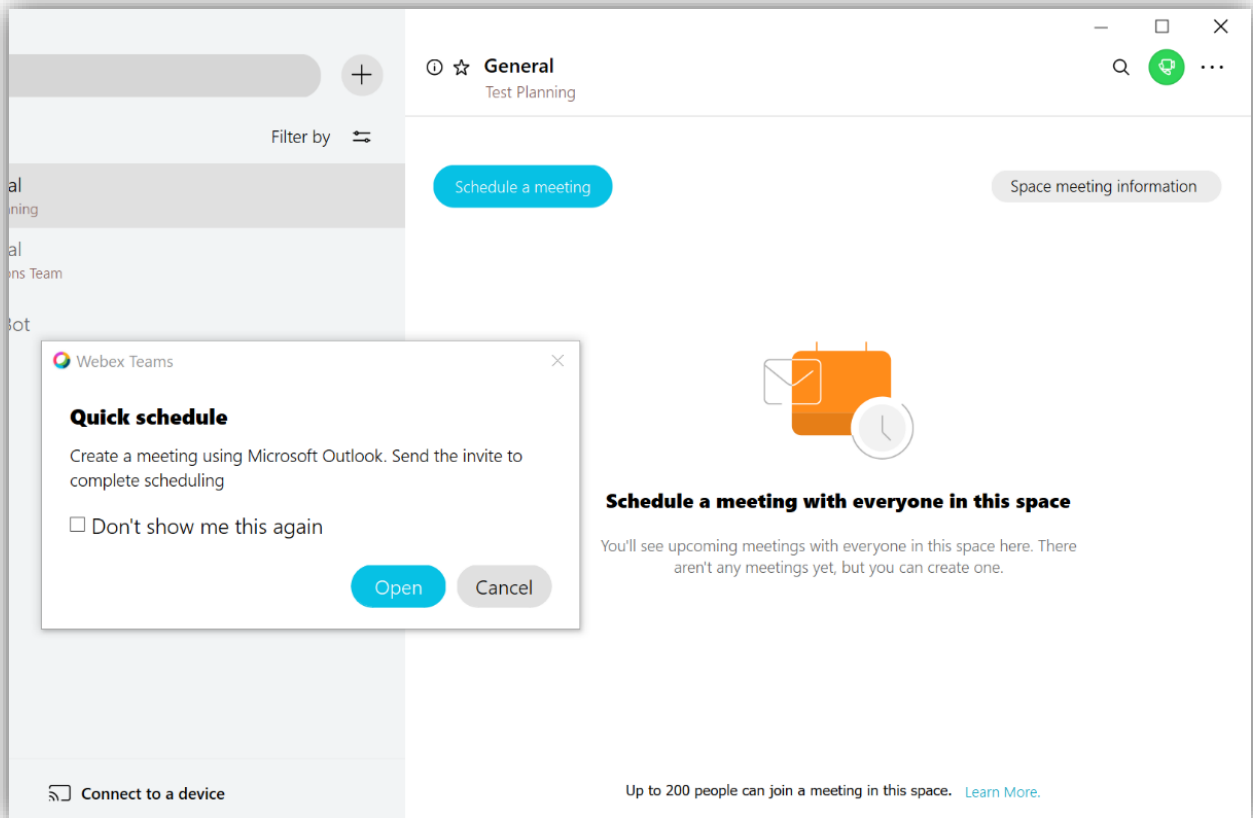 General
Test Planning
Filter by
al
nning
al
ons Team
Bot
Schedule a meeting
Space meeting information
Webex Teams
Quick schedule
Create a meeting using Microsoft Outlook. Send the invite to
complete scheduling
Don't show me this again
Open
Cancel
Schedule a meeting with everyone in this space
You'll see upcoming meetings with everyone in this space here. There
aren't any meetings yet, but you can create one.
Connect to a device
Up to 200 people can join a meeting in this space. Learn More.